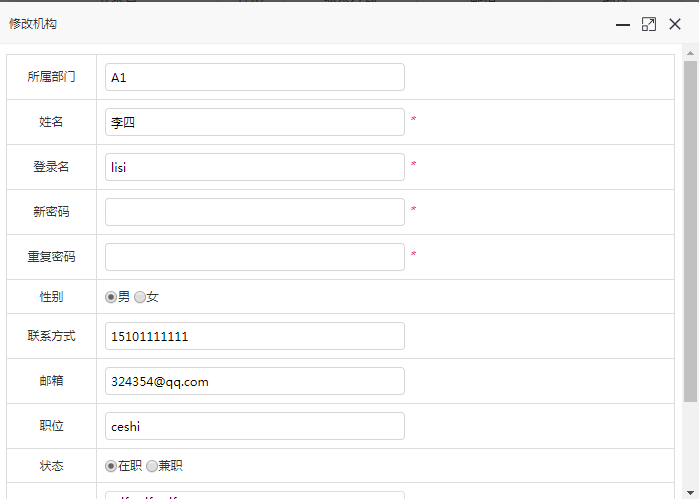 修改机构
所属部门 A1
姓名 李四 *
登录名 lisi *
新密码 *
重复密码 *
性别 男 女
联系方式 15101111111
邮箱 324354@qq.com
职位 ceshi
状态 在职 兼职